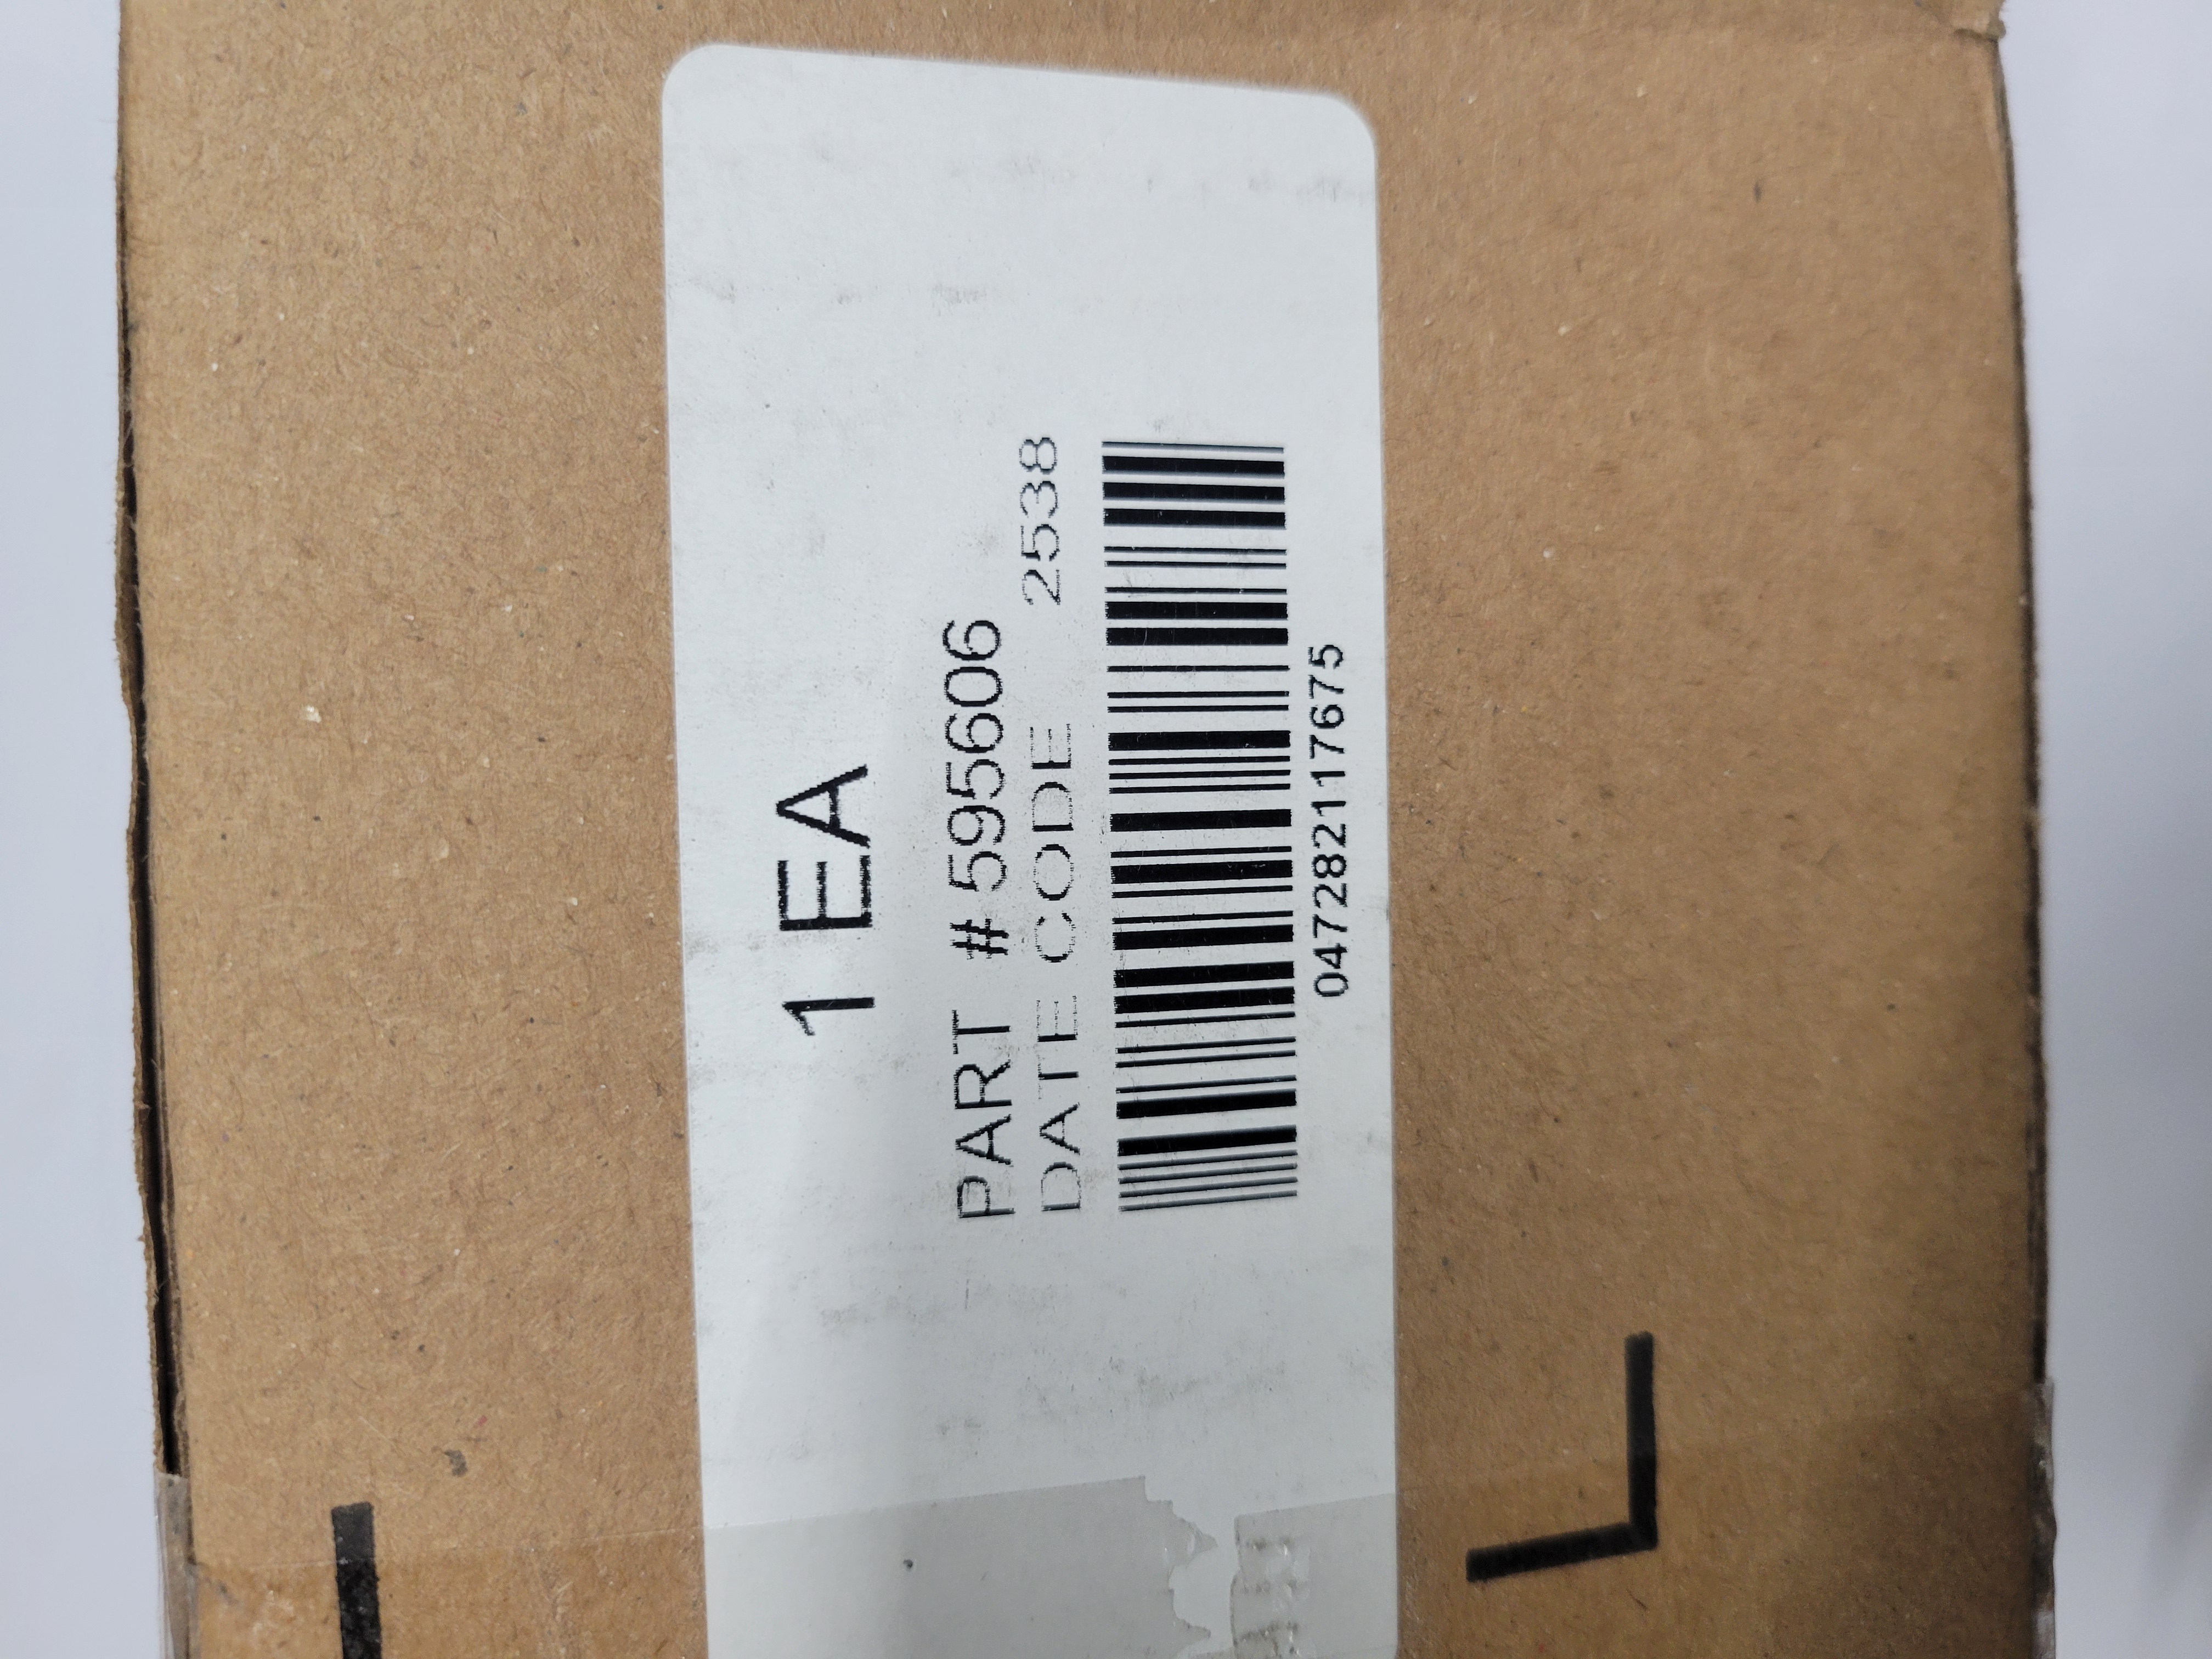 1 EA
PART # 595606
DATE CODE 2538
047282117675